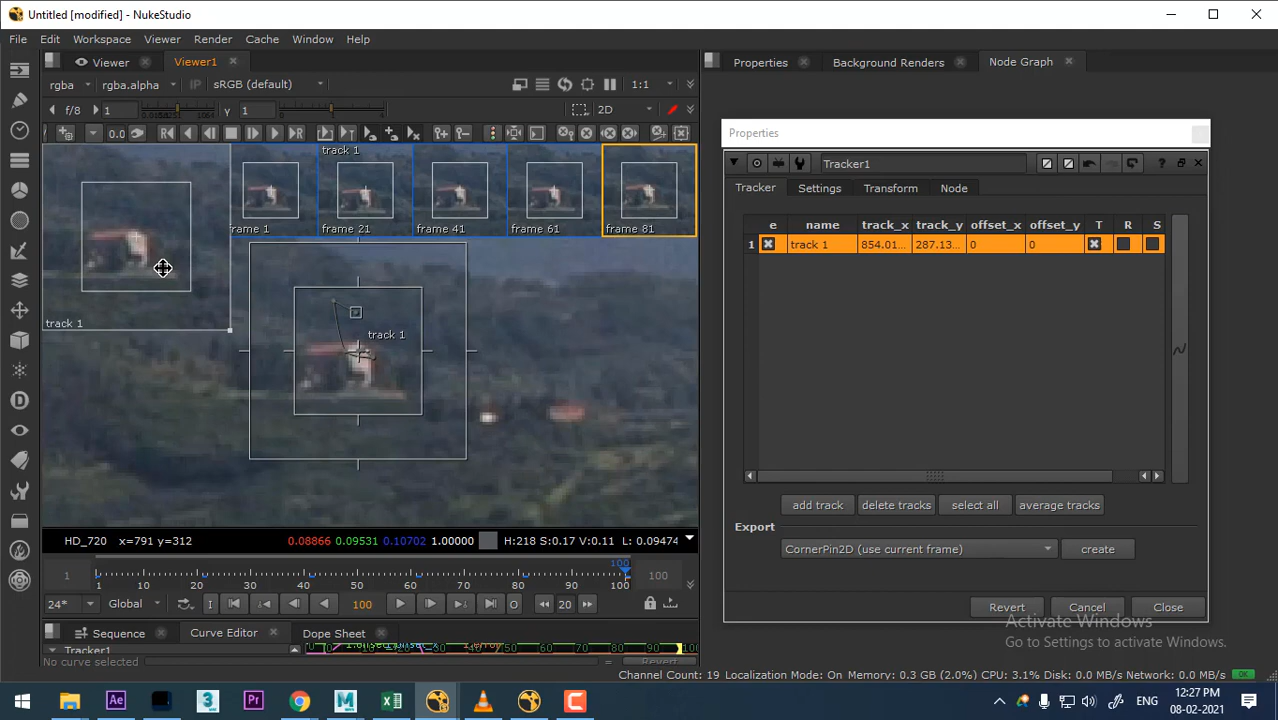 Untitled [modified] - NukeStudio
File Edit Workspace Viewer Render Cache Window Help
Viewer Viewer1
rgba rgba.alpha IP sRGB (default) 1:1
f/8 1 γ 1 2D
0.0
track 1
frame 1 frame 21 frame 41 frame 61 frame 81
track 1
track 1
HD_720 x=791 y=312 0.08866 0.09531 0.10702 1.00000 H:218 S:0.17 V:0.11 L: 0.09474
100
1 1 10 20 30 40 50 60 70 80 90 100 100
24* Global I 100 O 20
Sequence Curve Editor Dope Sheet
Tracker1
No curve selected Revert
Properties Background Renders Node Graph
Properties
Tracker1
Tracker Settings Transform Node
e name track_x track_y offset_x offset_y T R S
1 track 1 854.01... 287.13... 0 0
add track delete tracks select all average tracks
Export
CornerPin2D (use current frame) create
Revert Cancel Close
Activate Windows
Go to Settings to activate Windows.
Channel Count: 19 Localization Mode: On Memory: 0.3 GB (2.0%) CPU: 3.1% Disk: 0.0 MB/s Network: 0.0 MB/s
ENG
12:27 PM
08-02-2021